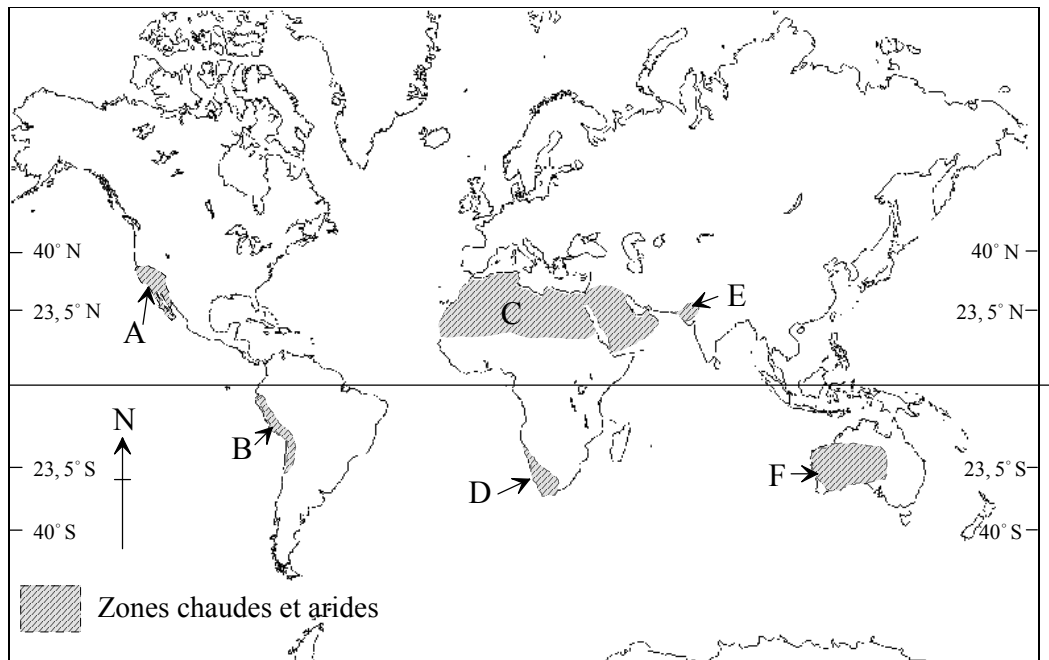 40° N
40° N
E
A
23,5° N
C
23,5° N
N
B
23,5° S
D
F
23,5° S
40° S
40° S
Zones chaudes et arides